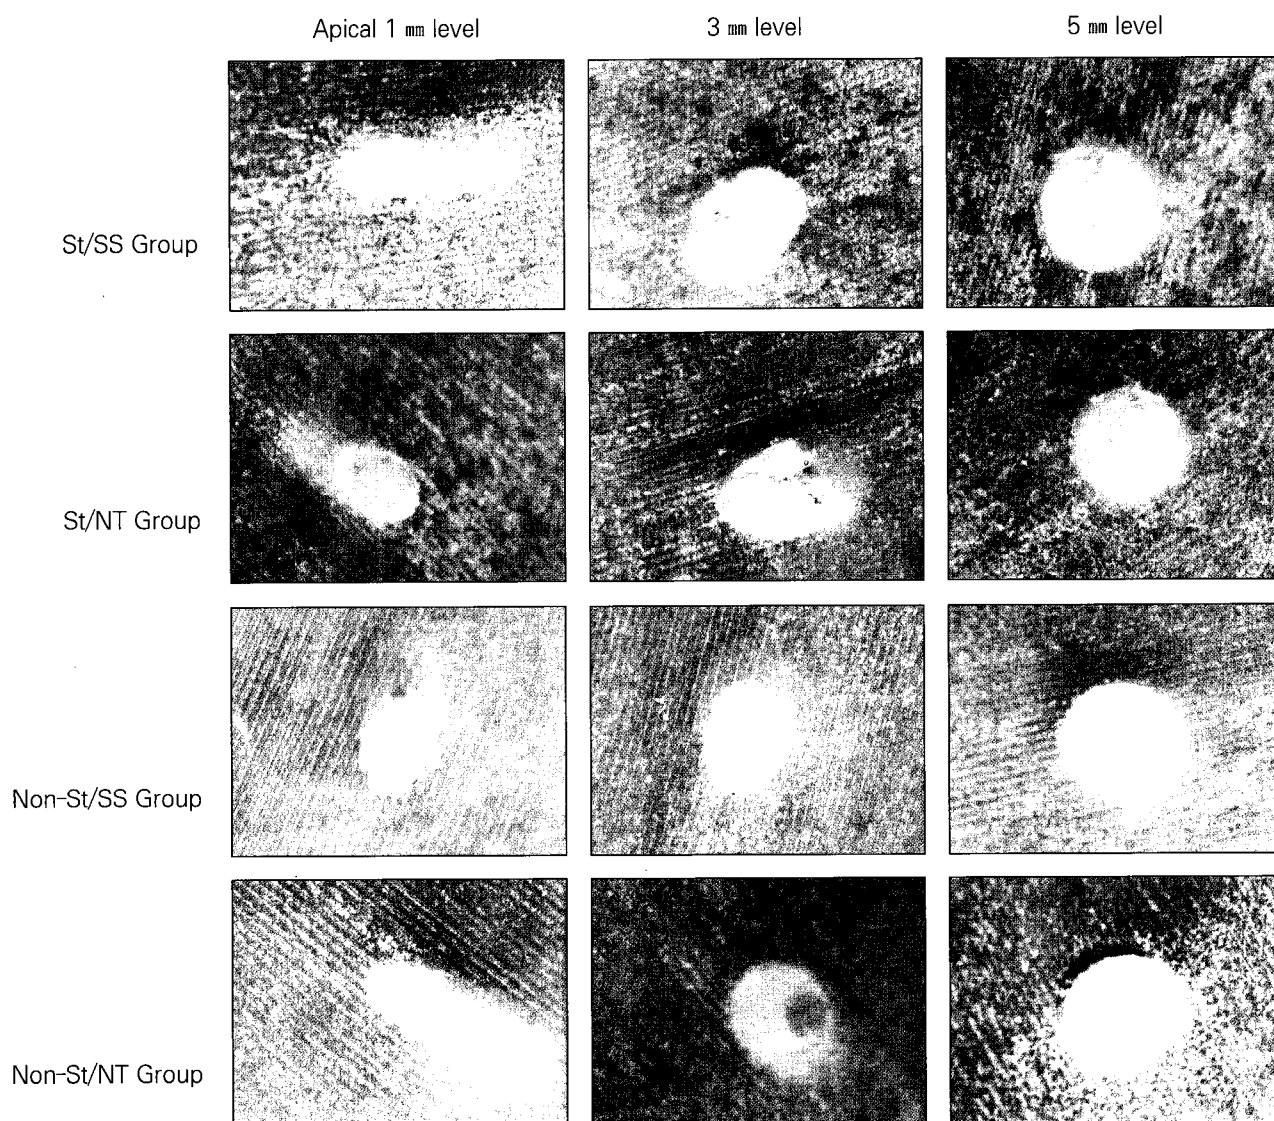 Apical 1 ㎜ level
3 ㎜ level
5 ㎜ level
St/SS Group
St/NT Group
Non-St/SS Group
Non-St/NT Group